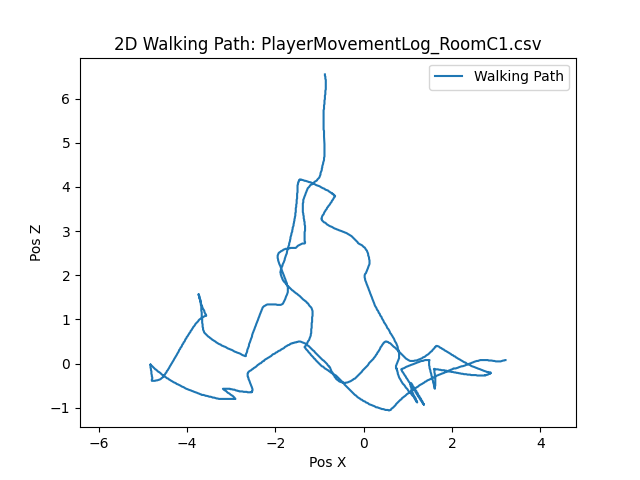 2D Walking Path: PlayerMovementLog_RoomC1.csv
Walking Path
6
5
4
3
2
1
0
−1
Pos Z
−6 −4 −2 0 2 4
Pos X